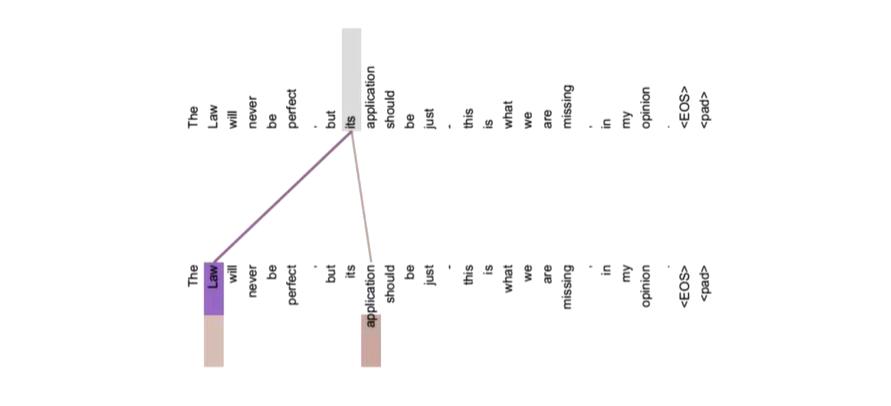 The Law will never be perfect , but its application should be just - this is what we are missing , in my opinion . <EOS> <pad>
The Law will never be perfect , but its application should be just - this is what we are missing , in my opinion . <EOS> <pad>